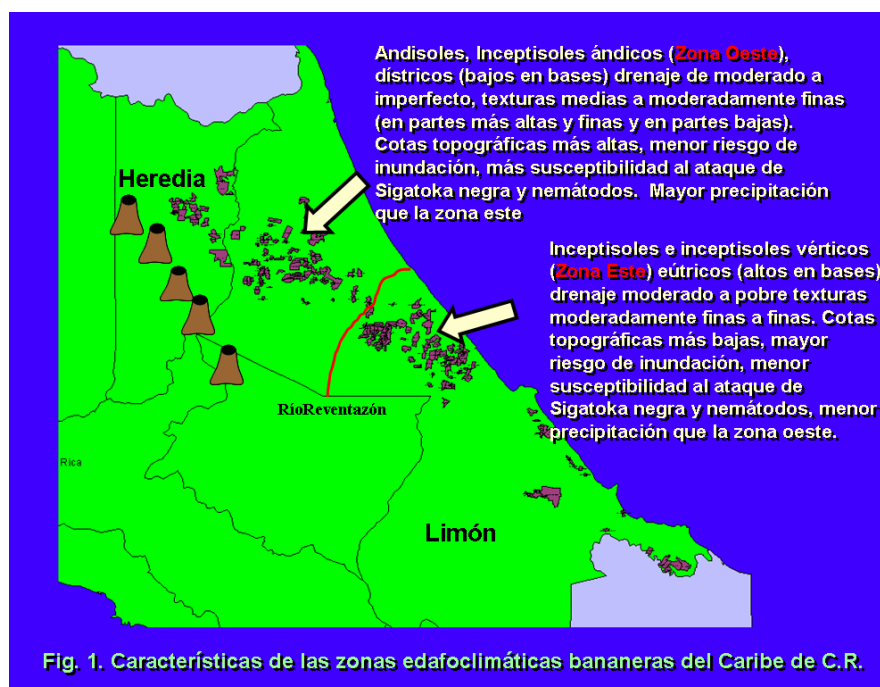 Andisoles, Inceptisoles ándicos (Zona Oeste),
dístricos (bajos en bases) drenaje de moderado a
imperfecto, texturas medias a moderadamente finas
(en partes más altas y finas y en partes bajas).
Cotas topográficas más altas, menor riesgo de
inundación, más susceptibilidad al ataque de
Sigatoka negra y nemátodos. Mayor precipitación
que la zona este
Heredia
Inceptisoles e inceptisoles vérticos
(Zona Este) eútricos (altos en bases)
drenaje moderado a pobre texturas
moderadamente finas a finas. Cotas
topográficas más bajas, mayor
riesgo de inundación, menor
susceptibilidad al ataque de
Sigatoka negra y nemátodos, menor
precipitación que la zona oeste.
RíoReventazón
Rica
Limón
Fig. 1. Características de las zonas edafoclimáticas bananeras del Caribe de C.R.